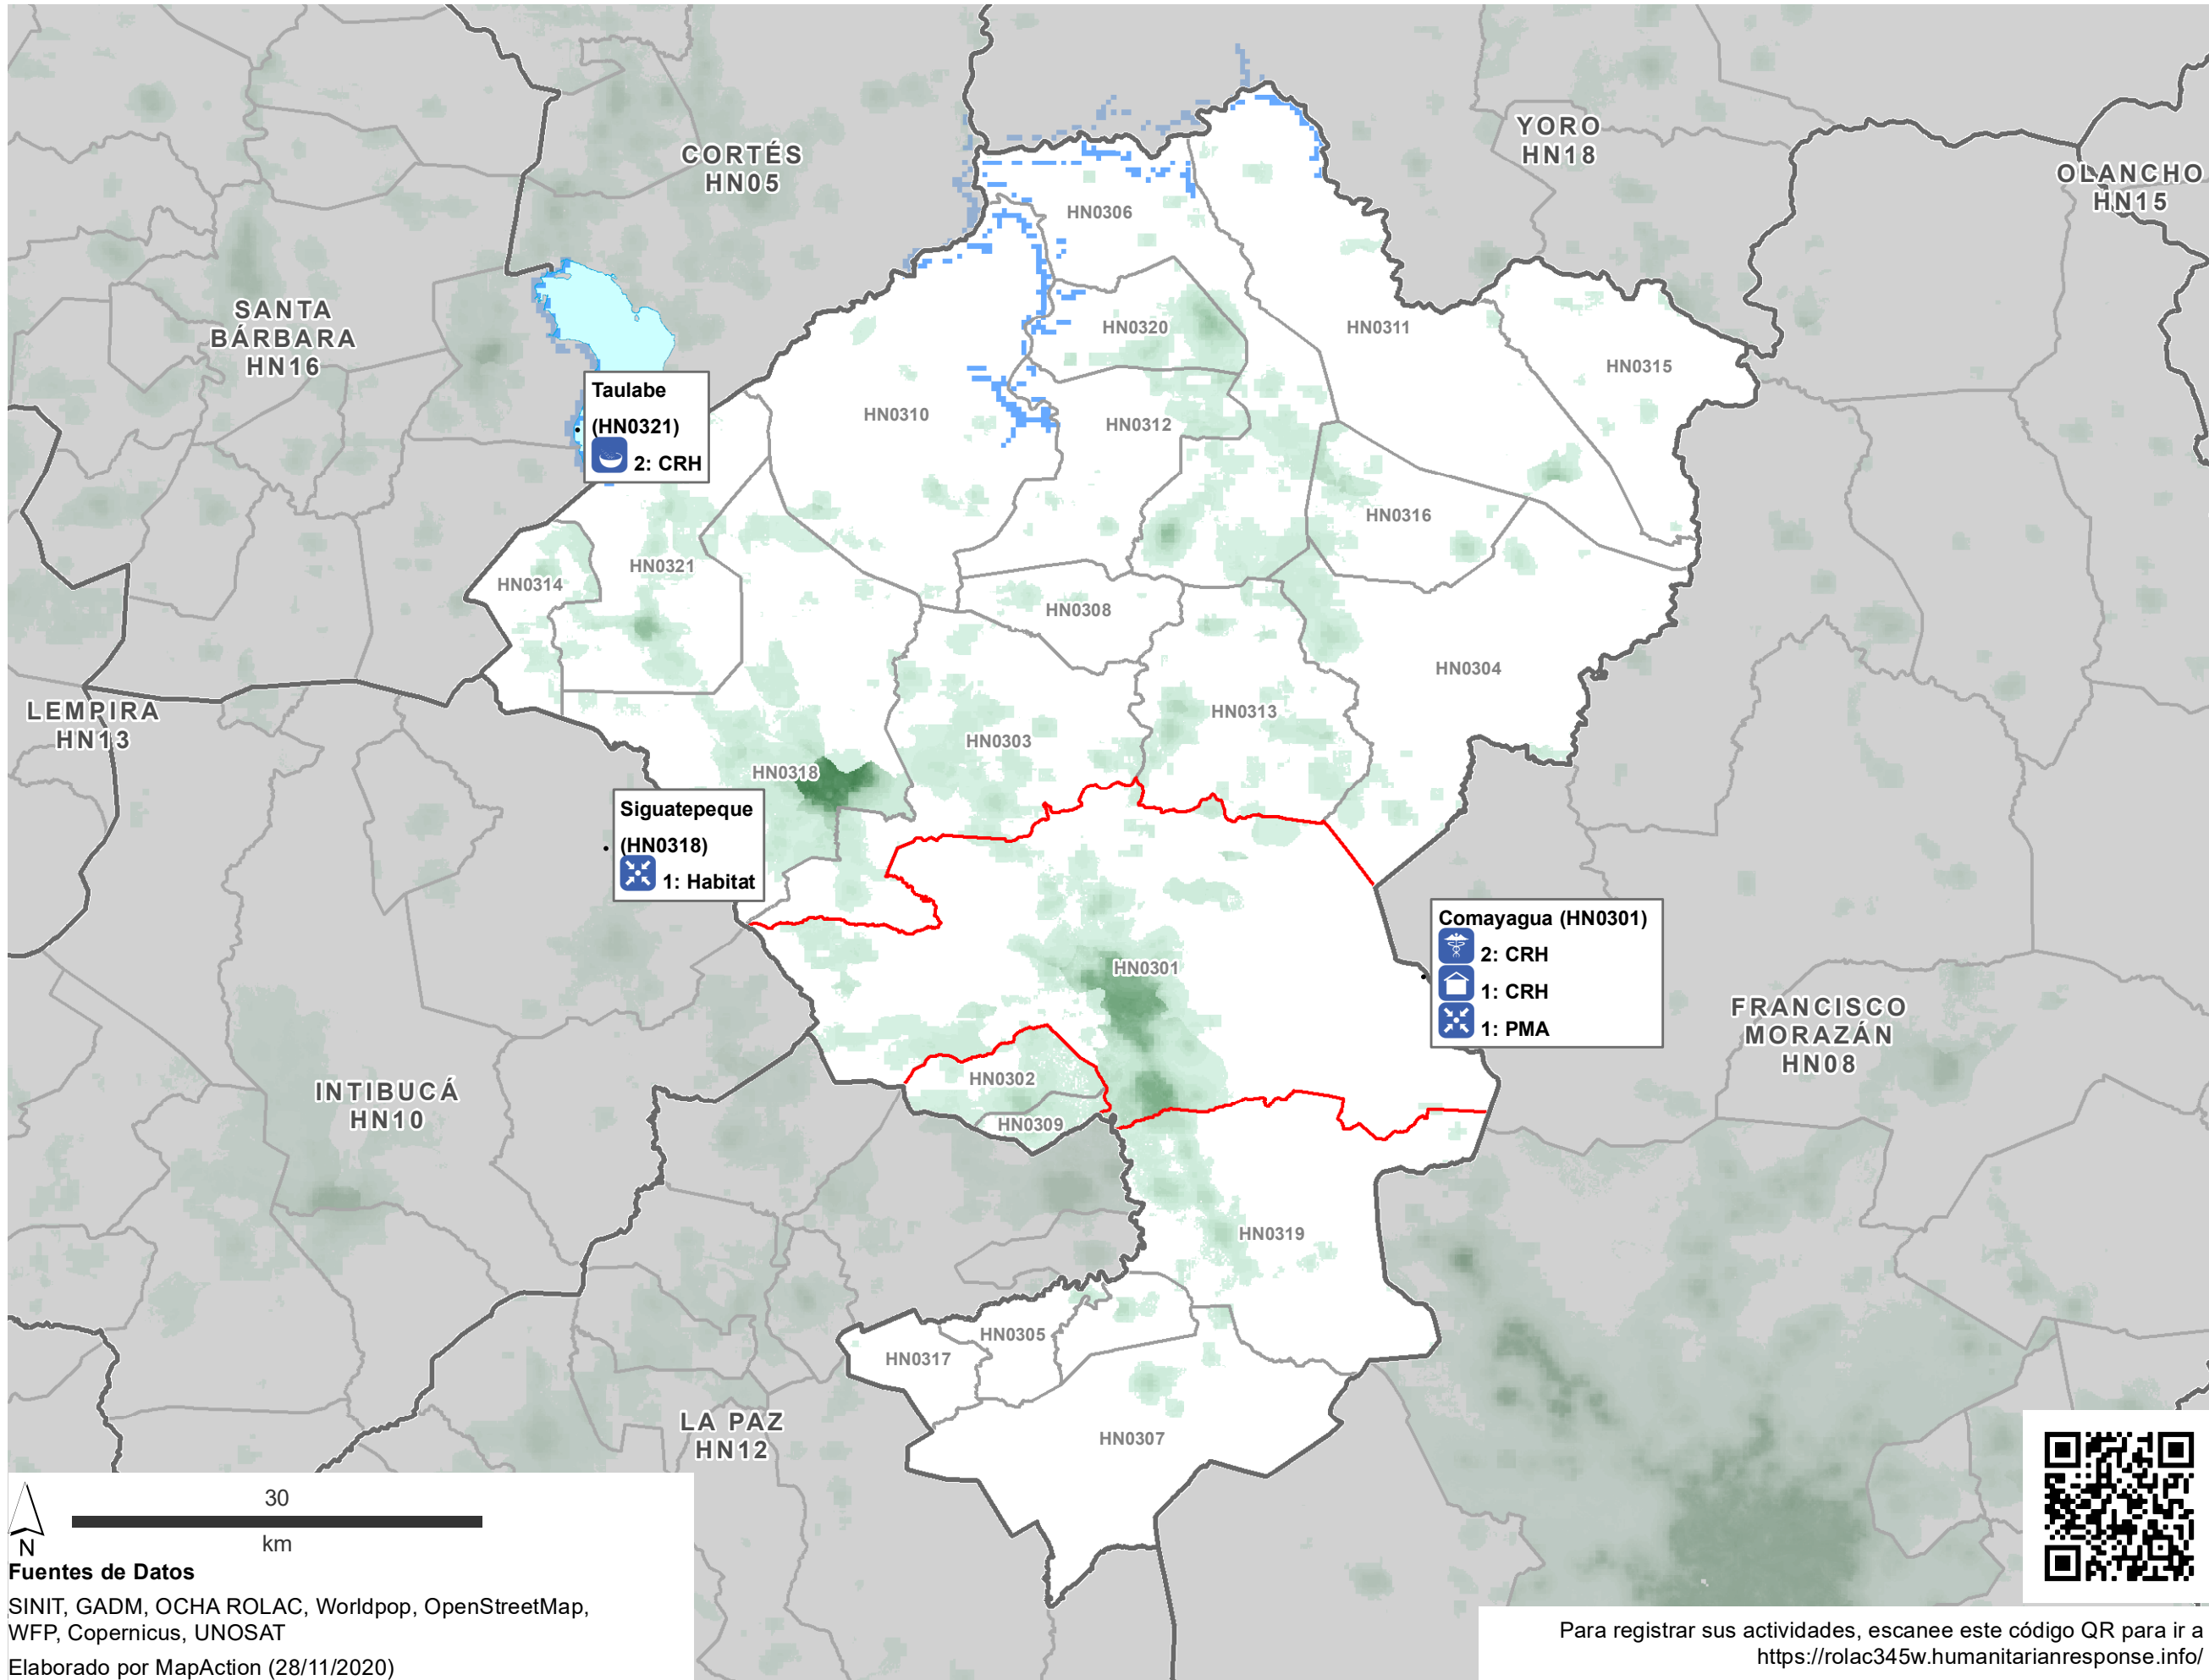 CORTÉS
HN05
YORO
HN18
OLANCHO
HN15
SANTA
BÁRBARA
HN16
HN0306
HN0320
HN0311
HN0315
HN0310
HN0312
Taulabe
(HN0321)
2: CRH
HN0316
HN0314
HN0321
HN0308
HN0304
LEMPIRA
HN13
HN0303
HN0313
HN0318
Siguatepeque
(HN0318)
1: Habitat
HN0301
Comayagua (HN0301)
2: CRH
1: CRH
1: PMA
FRANCISCO
MORAZÁN
HN08
INTIBUCÁ
HN10
HN0302
HN0309
HN0319
HN0305
HN0317
LA PAZ
HN12
HN0307
30
km
N
Fuentes de Datos
SINIT, GADM, OCHA ROLAC, Worldpop, OpenStreetMap,
WFP, Copernicus, UNOSAT
Elaborado por MapAction (28/11/2020)
Para registrar sus actividades, escanee este código QR para ir a
https://rolac345w.humanitarianresponse.info/